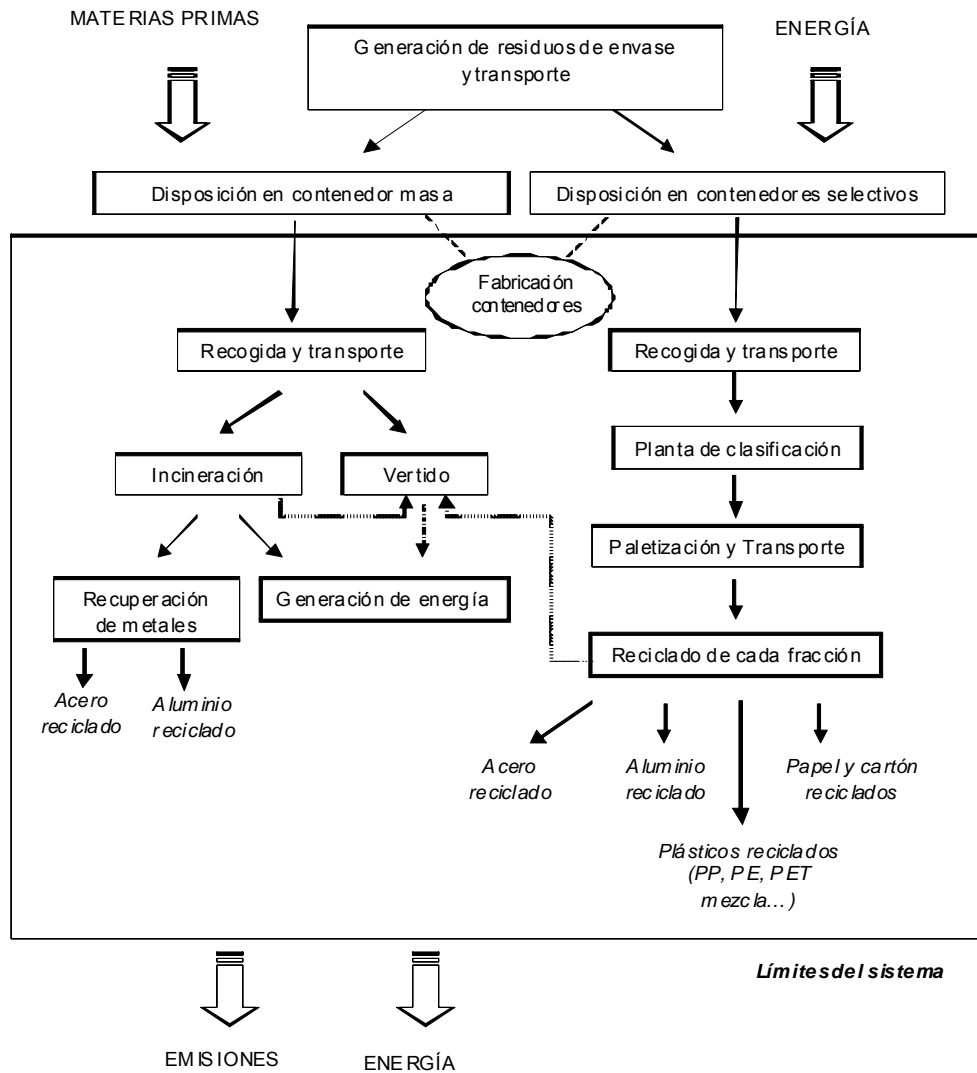 MATERIAS PRIMAS
ENERGÍA
Generación de residuos de envase
y transporte
Disposición en contenedor masa
Disposición en contenedores selectivos
Fabricación
contenedores
Recogida y transporte
Recogida y transporte
Planta de clasificación
Incineración
Vertido
Paletización y Transporte
Recuperación
de metales
Generación de energía
Reciclado de cada fracción
Acero
reciclado
Aluminio
reciclado
Acero
reciclado
Aluminio
reciclado
Papel y cartón
reciclados
Plásticos reciclados
(PP, PE, PET
mezcla...)
Límites del sistema
EMISIONES
ENERGÍA